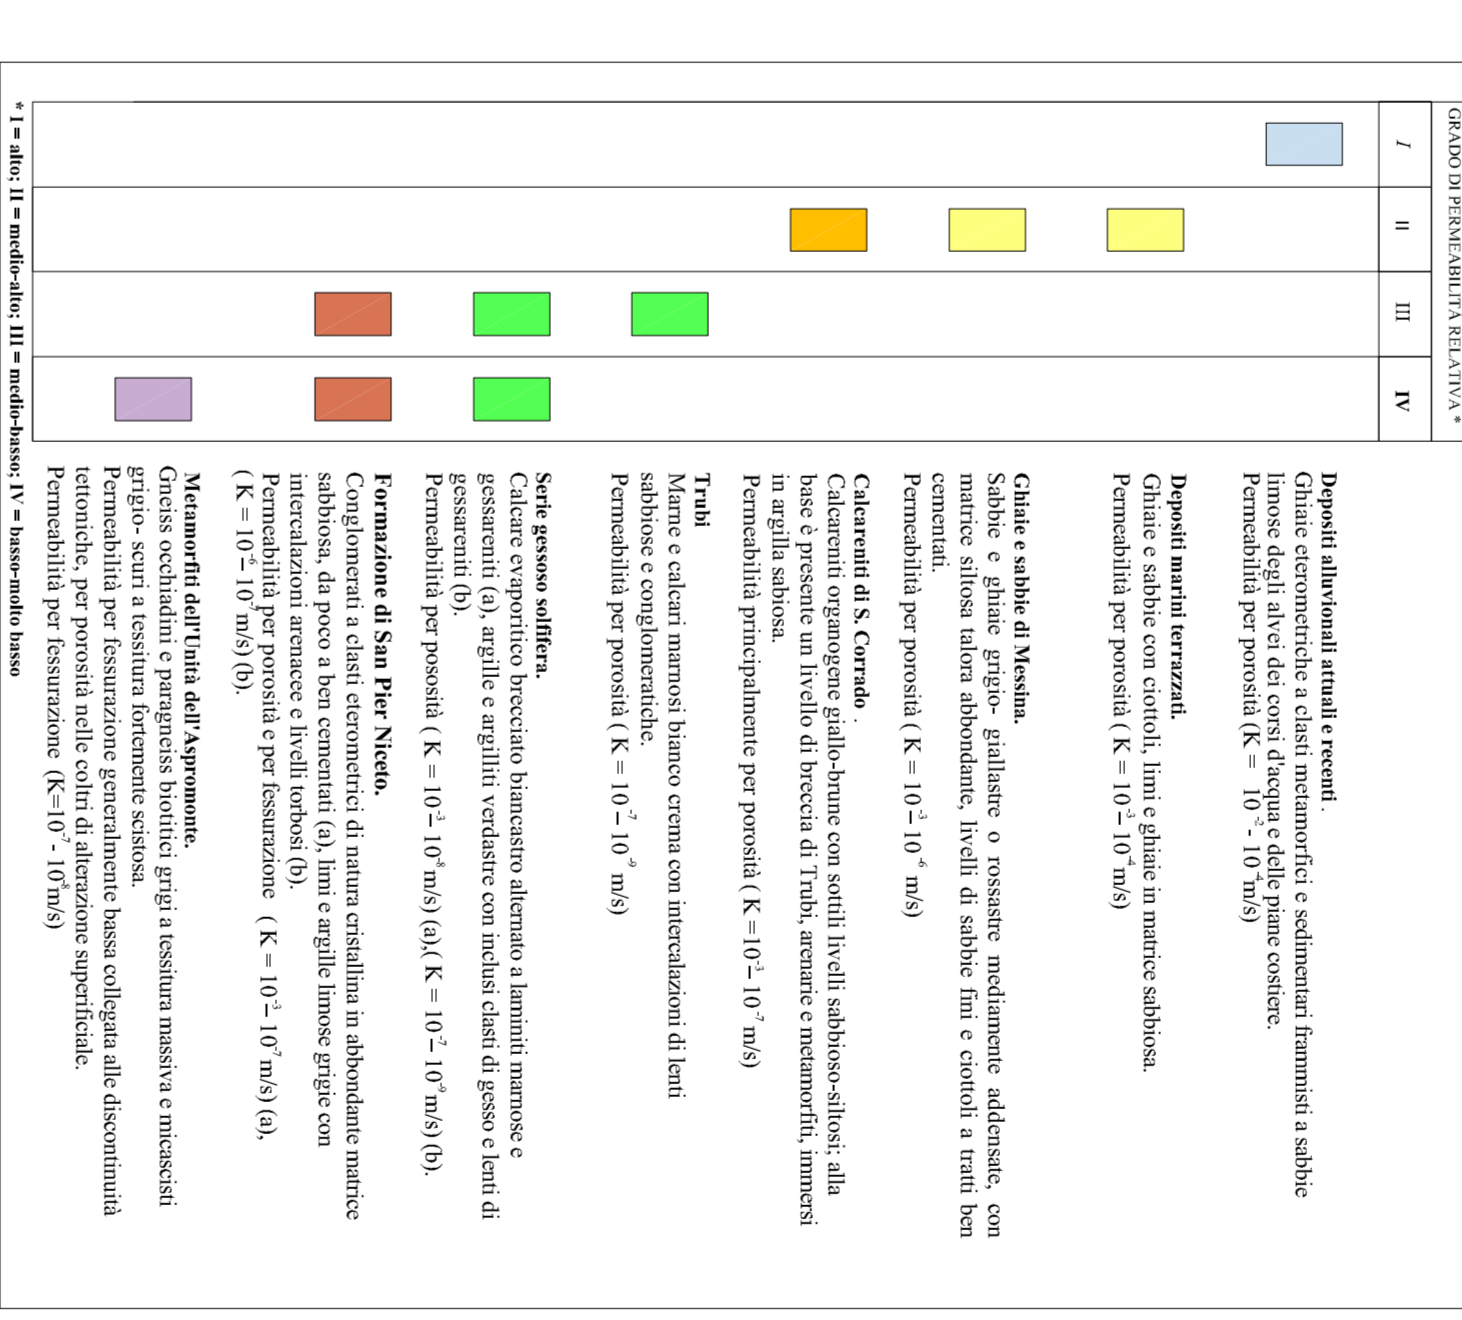 GRADO DI PERMEABILITA RELATIVA *
I II III IV
Depositi alluvionali attuali e recenti .
Ghiaie eterometriche a clasti metamorfici e sedimentari frammisti a sabbie
limose degli alvei dei corsi d'acqua e delle piane costiere.
Permeabilità per porosità (K = 10⁻² - 10⁻⁴m/s)
Depositi marini terrazzati.
Ghiaie e sabbie con ciottoli, limi e ghiaie in matrice sabbiosa.
Permeabilità per porosità ( K = 10⁻³– 10⁻⁴m/s)
Ghiaie e sabbie di Messina.
Sabbie e ghiaie grigio- giallastre o rossastre mediamente addensate, con
matrice siltosa talora abbondante, livelli di sabbie fini e ciottoli a tratti ben
cementati.
Permeabilità per porosità ( K = 10⁻³– 10⁻⁶ m/s)
Calcareniti di S. Corrado .
Calcareniti organogene giallo-brune con sottili livelli sabbioso-siltosi; alla
base è presente un livello di breccia di Trubi, arenarie e metamorfiti, immersi
in argilla sabiosa.
Permeabilità principalmente per porosità ( K =10⁻³– 10⁻⁷ m/s)
Trubi
Marne e calcari marnosi bianco crema con intercalazioni di lenti
sabbiose e conglomeratiche.
Permeabilità per porosità ( K = 10⁻⁷– 10⁻⁹ m/s)
Serie gessoso solfifera.
Calcare evaporitico brecciato biancastro alternato a laminiti marnose e
gessareniti (a), argille e argilliti verdastre con inclusi clasti di gesso e lenti di
gessareniti (b).
Permeabilità per pososità ( K = 10⁻³– 10⁻⁸m/s) (a),( K = 10⁻⁷– 10⁻⁹m/s) (b).
Formazione di San Pier Niceto.
Conglomerati a clasti eterometrici di natura cristallina in abbondante matrice
sabbiosa, da poco a ben cementati (a), limi e argille limose grigie con
intercalazioni arenacee e livelli torbosi (b).
Permeabilità per porosità e per fessurazione ( K = 10⁻³– 10⁻⁷m/s) (a),
( K = 10⁻⁶– 10⁻⁷m/s) (b).
Metamorfiti dell'Unità dell'Aspromonte.
Gneiss occhiadini e paragneiss biotitici grigi a tessitura massiva e micascisti
grigio- scuri a tessitura fortemente scistosa.
Permeabilità per fessurazione generalmente bassa collegata alle discontinuità
tettoniche, per porosità nelle coltri di alterazione superificiale.
Permeabilità per fessurazione (K=10⁻⁷- 10⁻⁸m/s)
* I = alto; II = medio-alto; III = medio-basso; IV = basso-molto basso